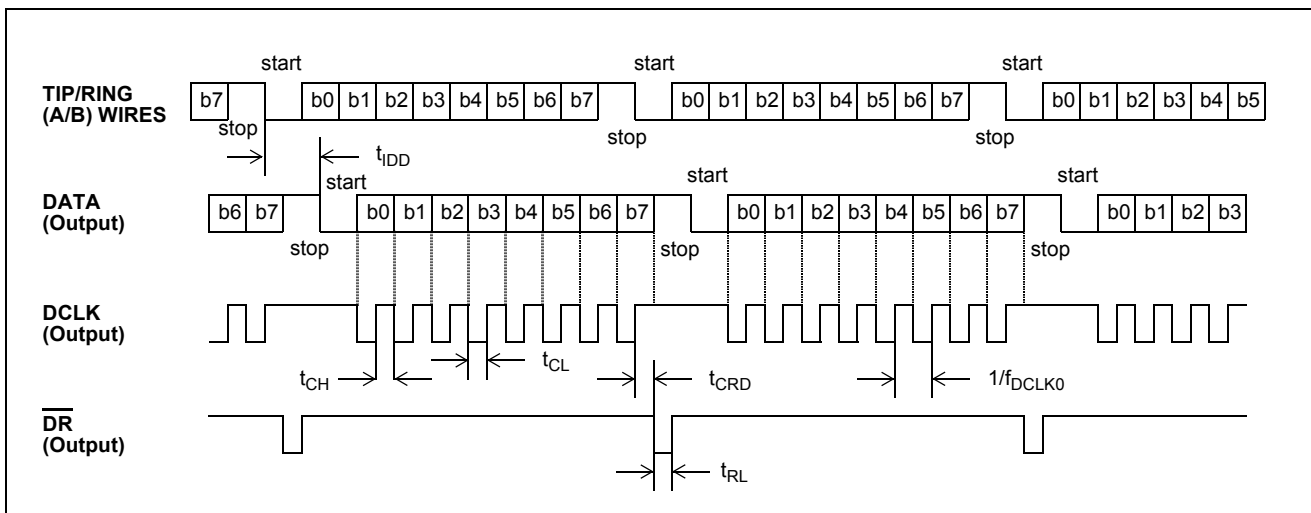 start start start
TIP/RING
(A/B) WIRES
b7 b0 b1 b2 b3 b4 b5 b6 b7 b0 b1 b2 b3 b4 b5 b6 b7 b0 b1 b2 b3 b4 b5
stop stop stop
tIDD
start start start
DATA
(Output)
b6 b7 b0 b1 b2 b3 b4 b5 b6 b7 b0 b1 b2 b3 b4 b5 b6 b7 b0 b1 b2 b3
stop stop stop
DCLK
(Output)
tCH tCL tCRD 1/fDCLK0
DR
(Output)
tRL